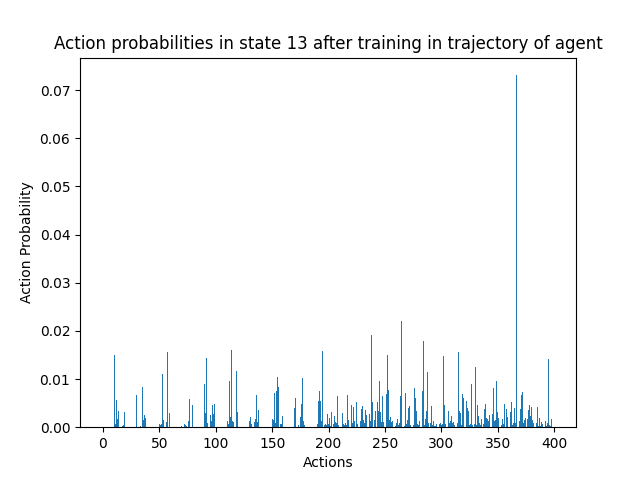 Action probabilities in state 13 after training in trajectory of agent
0.07
0.06
0.05
0.04
0.03
0.02
0.01
0.00
Action Probability
0 50 100 150 200 250 300 350 400
Actions